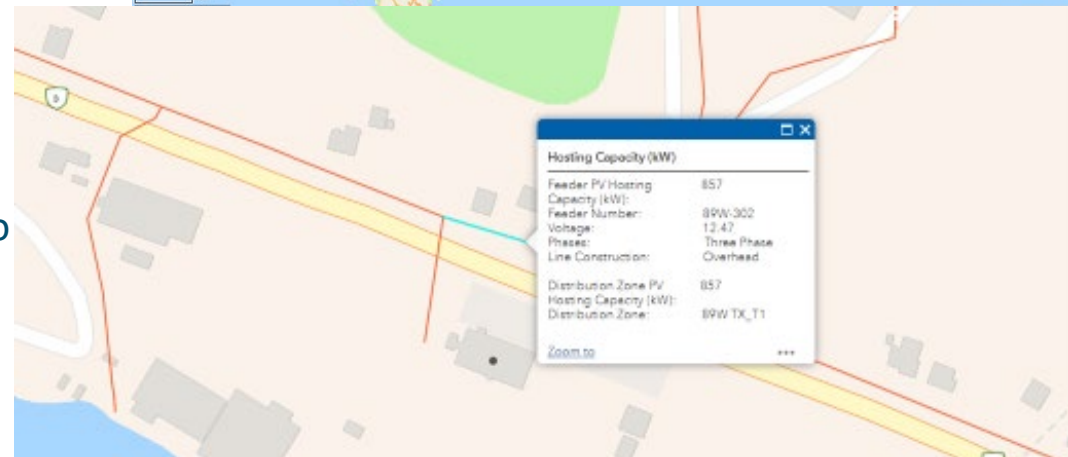 Hosting Capacity (kW)
Feeder PV Hosting 857
Capacity (kW):
Feeder Number: 89W-302
Voltage: 12.47
Phases: Three Phase
Line Construction: Overhead
Distribution Zone PV 857
Hosting Capacity (kW):
Distribution Zone: 89W TX_T1
Zoom to